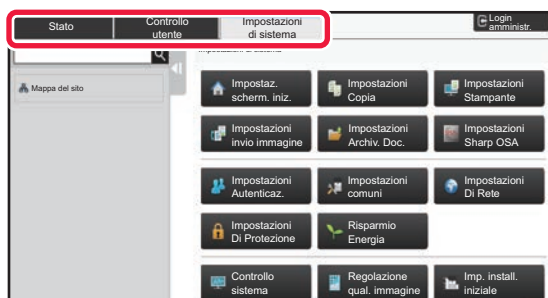 Stato
Controllo
utente
Impostazioni
di sistema
Login
amministr.
Mappa del sito
Impostaz.
scherm. iniz.
Impostazioni
Copia
Impostazioni
Stampante
Impostazioni
invio immagine
Impostazioni
Archiv. Doc.
Impostazioni
Sharp OSA
Impostazioni
Autenticaz.
Impostazioni
comuni
Impostazioni
Di Rete
Impostazioni
Di Protezione
Risparmio
Energia
Controllo
sistema
Regolazione
qual. immagine
Imp. install.
iniziale